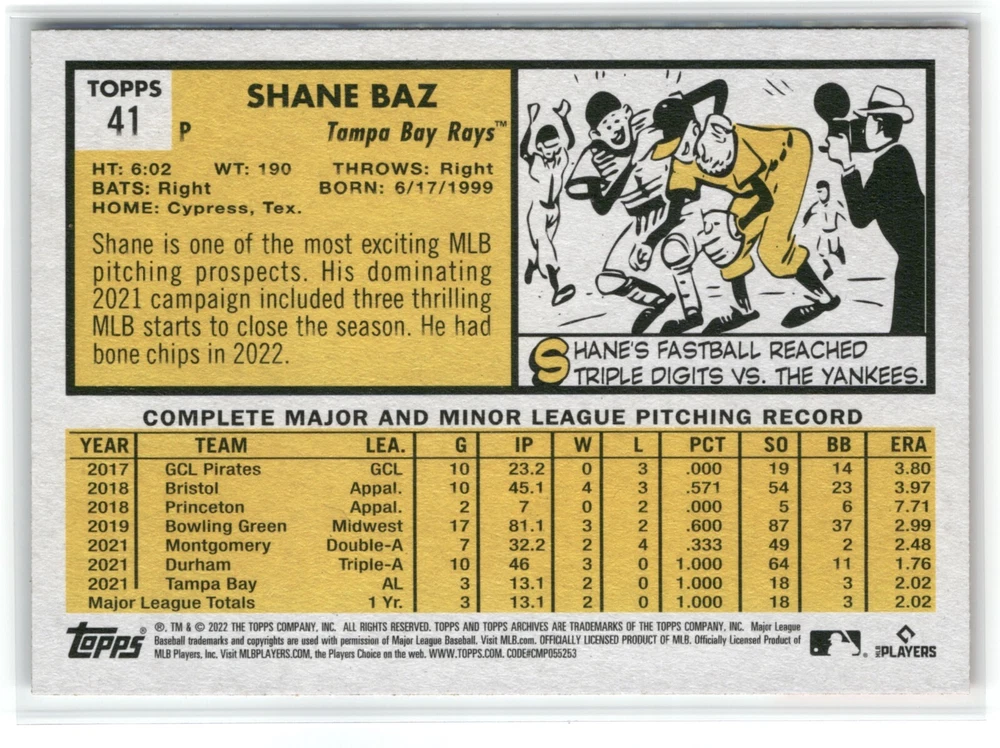 TOPPS
41
P
SHANE BAZ
Tampa Bay Rays™
HT: 6:02 WT: 190 THROWS: Right
BATS: Right BORN: 6/17/1999
HOME: Cypress, Tex.
Shane is one of the most exciting MLB
pitching prospects. His dominating
2021 campaign included three thrilling
MLB starts to close the season. He had
bone chips in 2022.
SHANE'S FASTBALL REACHED
TRIPLE DIGITS VS. THE YANKEES.
COMPLETE MAJOR AND MINOR LEAGUE PITCHING RECORD
YEAR TEAM LEA. G IP W L PCT SO BB ERA
2017 GCL Pirates GCL 10 23.2 0 3 .000 19 14 3.80
2018 Bristol Appal. 10 45.1 4 3 .571 54 23 3.97
2018 Princeton Appal. 2 7 0 2 .000 5 6 7.71
2019 Bowling Green Midwest 17 81.1 3 2 .600 87 37 2.99
2021 Montgomery Double-A 7 32.2 2 4 .333 49 2 2.48
2021 Durham Triple-A 10 46 3 0 1.000 64 11 1.76
2021 Tampa Bay AL 3 13.1 2 0 1.000 18 3 2.02
Major League Totals 1 Yr. 3 13.1 2 0 1.000 18 3 2.02
topps®
®, TM & © 2022 THE TOPPS COMPANY, INC. ALL RIGHTS RESERVED. TOPPS AND TOPPS ARCHIVES ARE TRADEMARKS OF THE TOPPS COMPANY, INC. Major League
Baseball trademarks and copyrights are used with permission of Major League Baseball. Visit MLB.com. OFFICIALLY LICENSED PRODUCT OF MLB. Officially Licensed Product of
MLB Players, Inc. Visit MLBPLAYERS.COM, the Players Choice on the web. WWW.TOPPS.COM. CODE#CMP055253
MLB PLAYERS